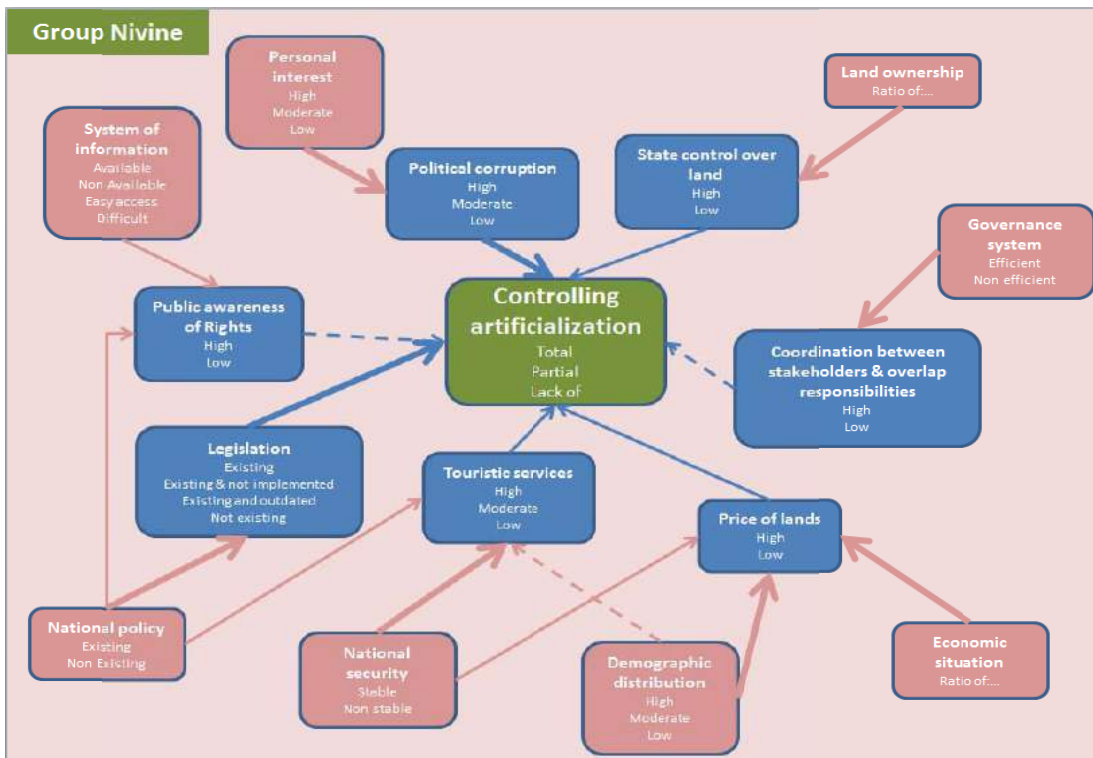 Group Nivine
Personal
interest
High
Moderate
Low
Land ownership
Ratio of:...
System of
information
Available
Non Available
Easy access
Difficult
Political corruption
High
Moderate
Low
State control over
land
High
Low
Governance
system
Efficient
Non efficient
Public awareness
of Rights
High
Low
Controlling
artificialization
Total
Partial
Lack of
Coordination between
stakeholders & overlap
responsibilities
High
Low
Legislation
Existing
Existing & not implemented
Existing and outdated
Not existing
Touristic services
High
Moderate
Low
Price of lands
High
Low
National policy
Existing
Non Existing
National
security
Stable
Non stable
Demographic
distribution
High
Moderate
Low
Economic
situation
Ratio of:...